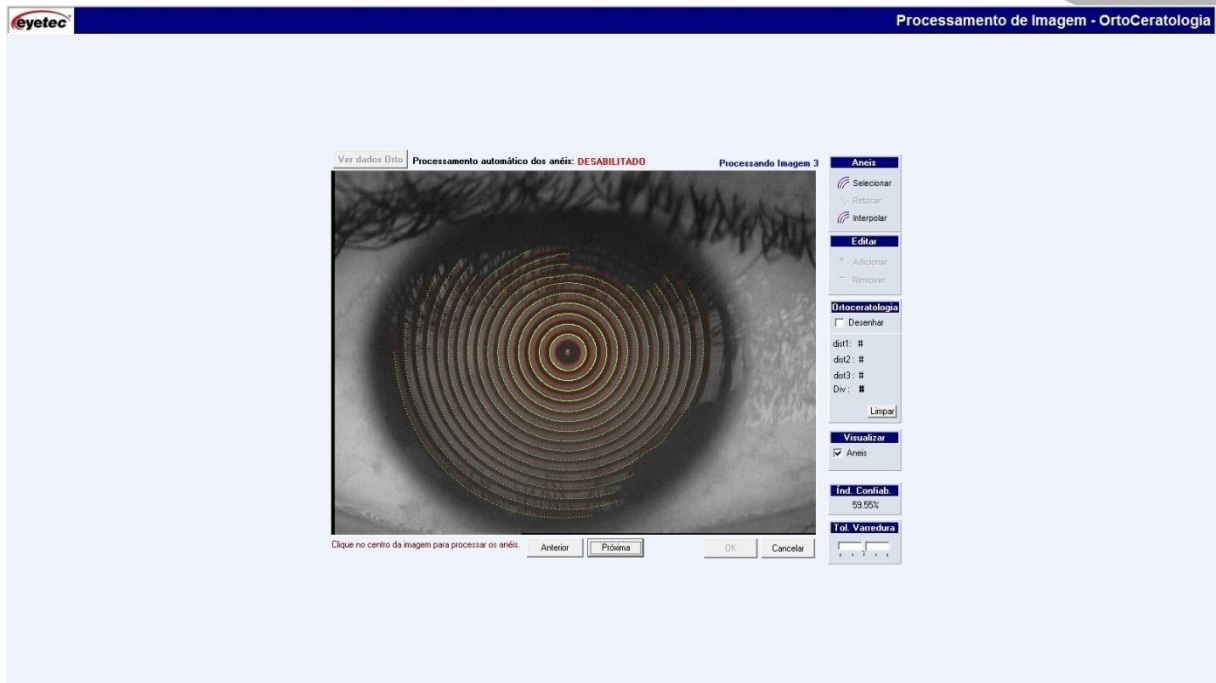 eyetec
Processamento de Imagem - OrtoCeratologia
Ver dados Orto
Processamento automático dos anéis: DESABILITADO
Processando Imagem 3
Aneis
Selecionar
Retocar
Interpolar
Editar
+ Adicionar
- Remover
Ortoceratologia
Desenhar
dist1: #
dist2: #
dist3: #
Div: #
Limpar
Visualizar
Aneis
Índ. Confiab.
59.55%
Tol. Varredura
Clique no centro da imagem para processar os anéis.
Anterior
Próxima
OK
Cancelar